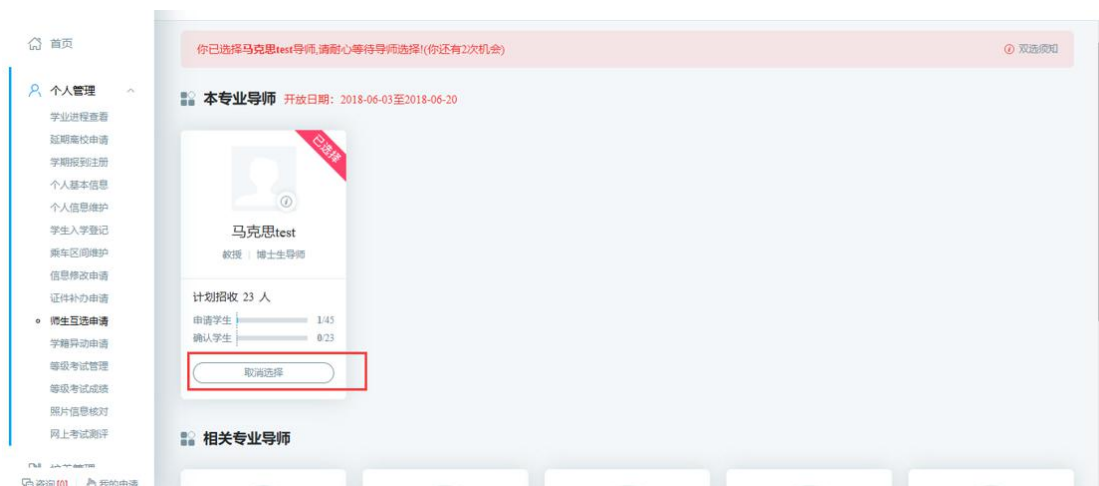 首页
个人管理
学业进程查看
延期离校申请
学期报到注册
个人基本信息
个人信息维护
学生入学登记
乘车区间维护
信息修改申请
证件补办申请
师生互选申请
学籍异动申请
等级考试管理
等级考试成绩
照片信息核对
网上考试测评
咨询[0] 我的申请
你已选择马克思test导师,请耐心等待导师选择!(你还有2次机会)
双选须知
本专业导师 开放日期：2018-06-03至2018-06-20
已选择
马克思test
教授 | 博士生导师
计划招收 23 人
申请学生 1/45
确认学生 0/23
取消选择
相关专业导师